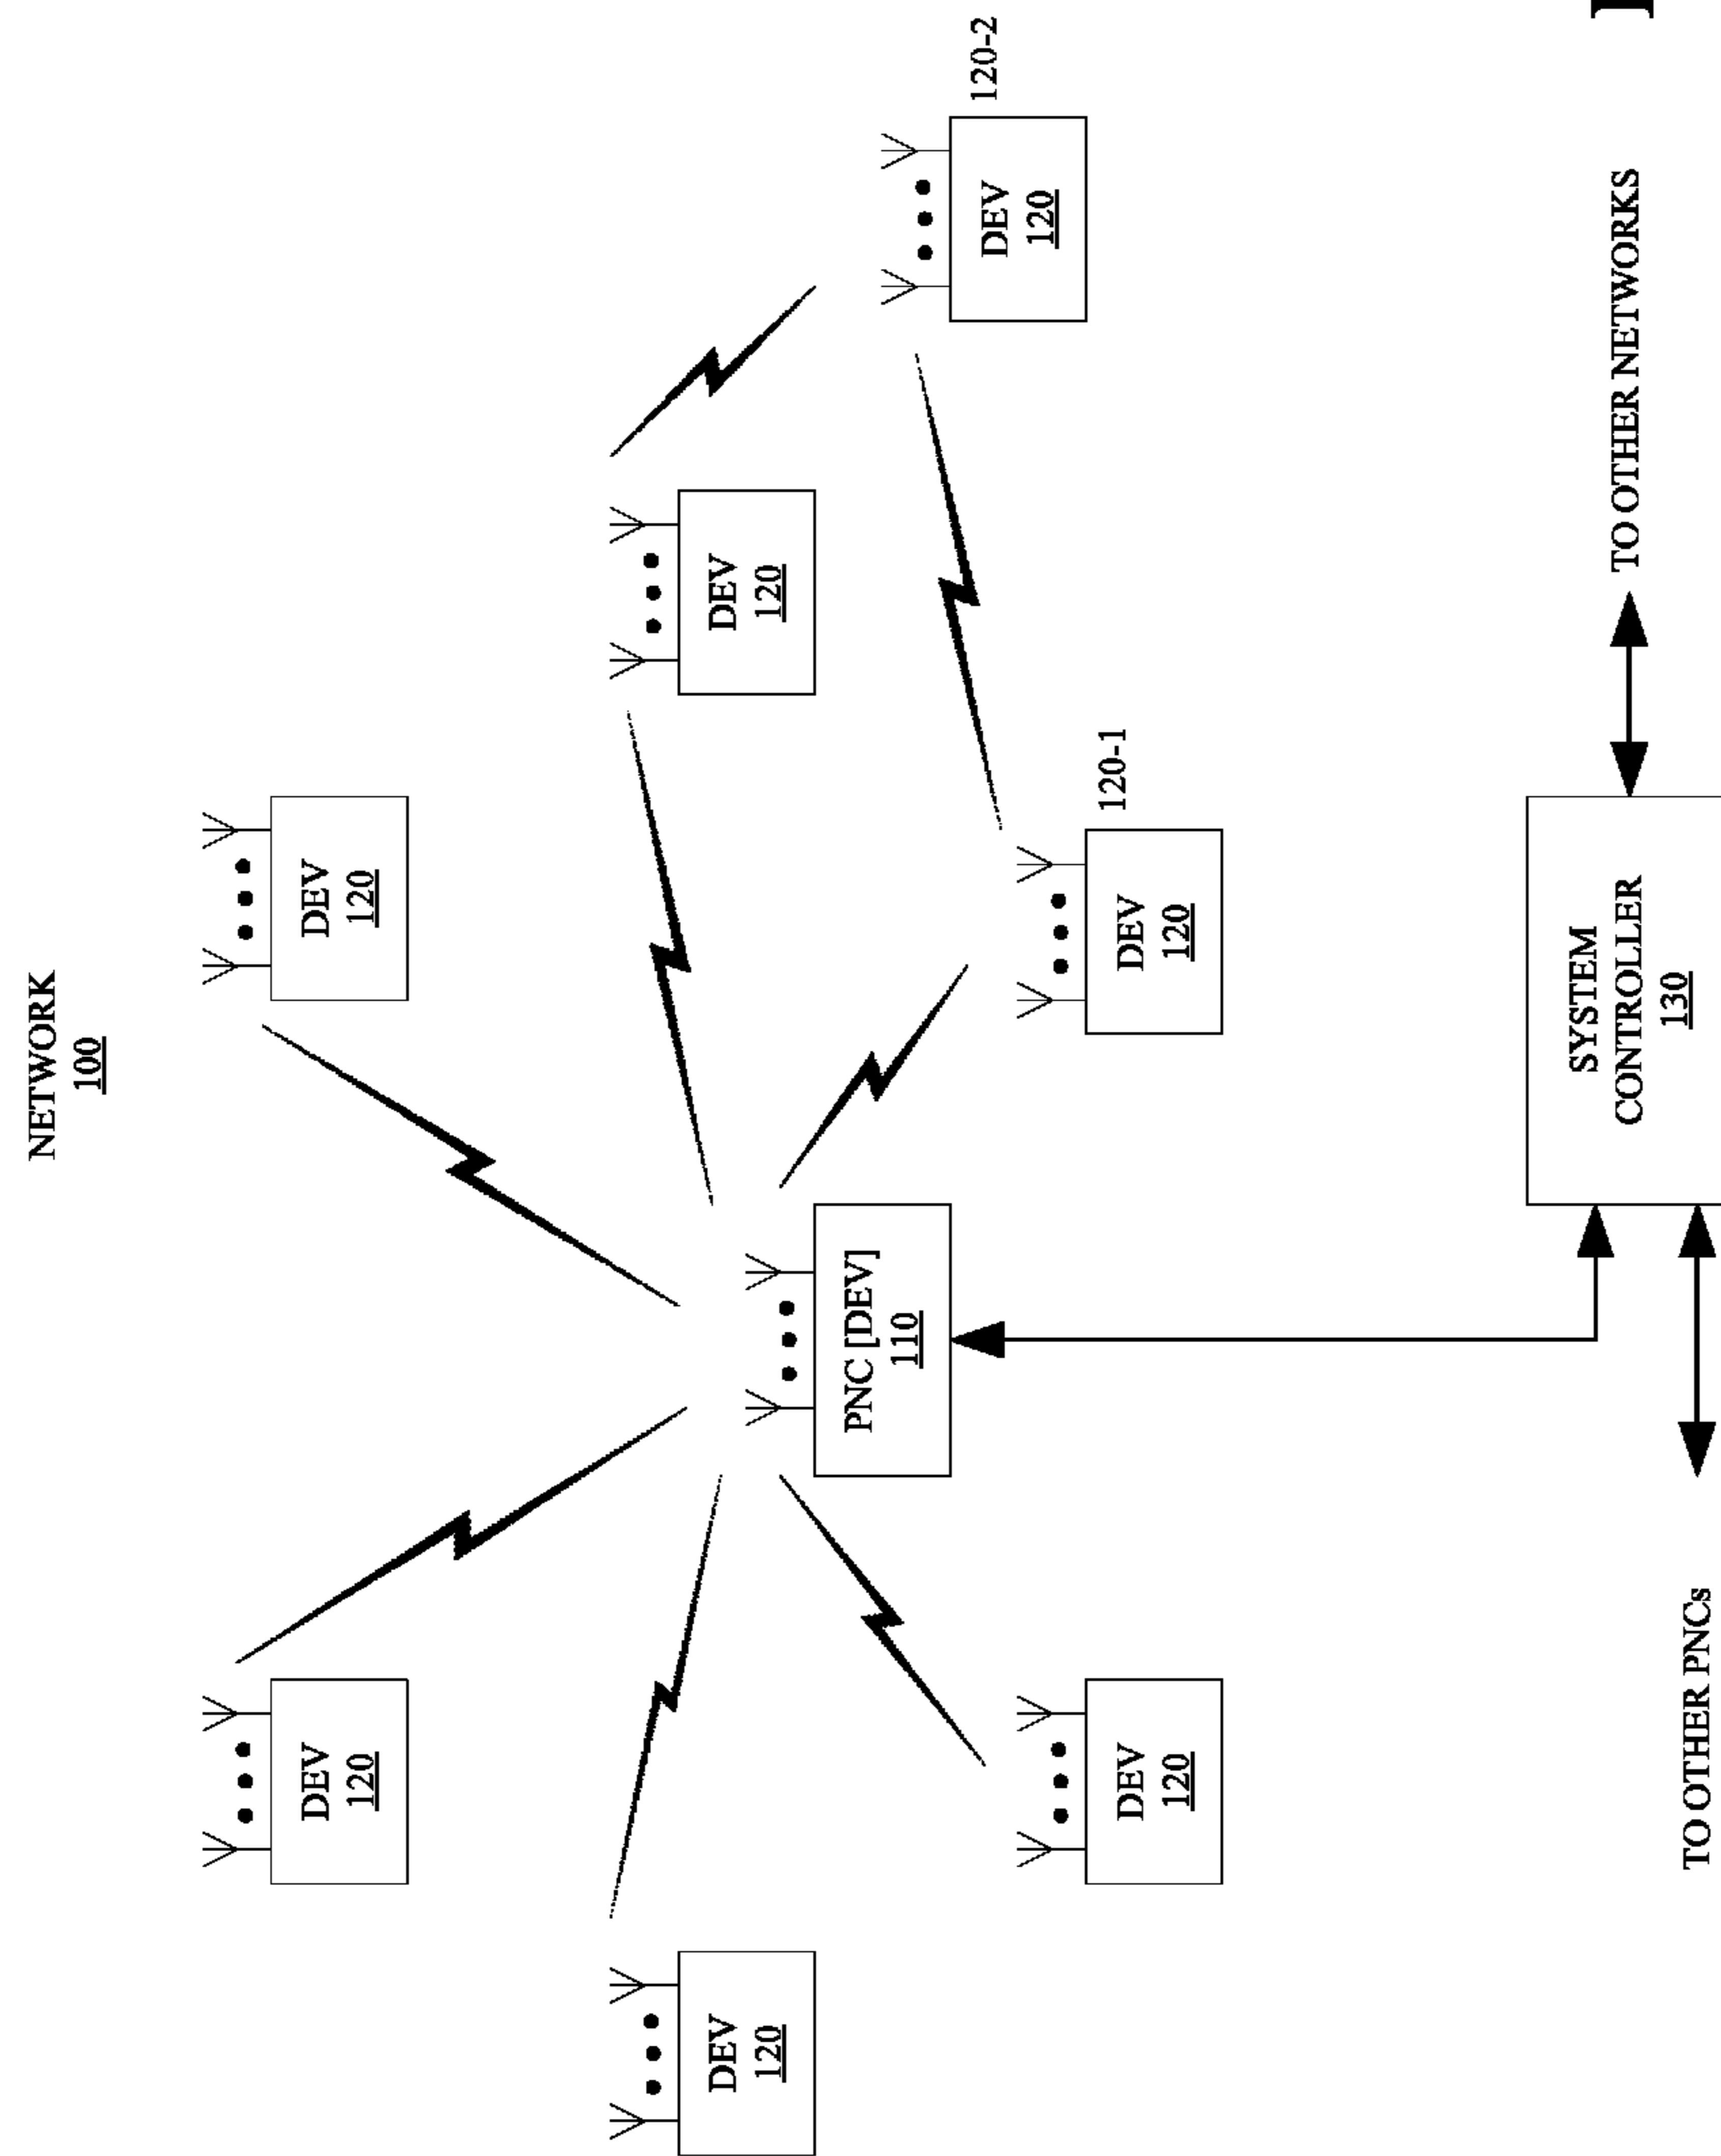 NETWORK
100
DEV
120
DEV
120
DEV
120
DEV
120
PNC [DEV]
110
DEV
120
120-2
DEV
120
DEV
120
120-1
SYSTEM
CONTROLLER
130
TO OTHER NETWORKS
TO OTHER PNCs